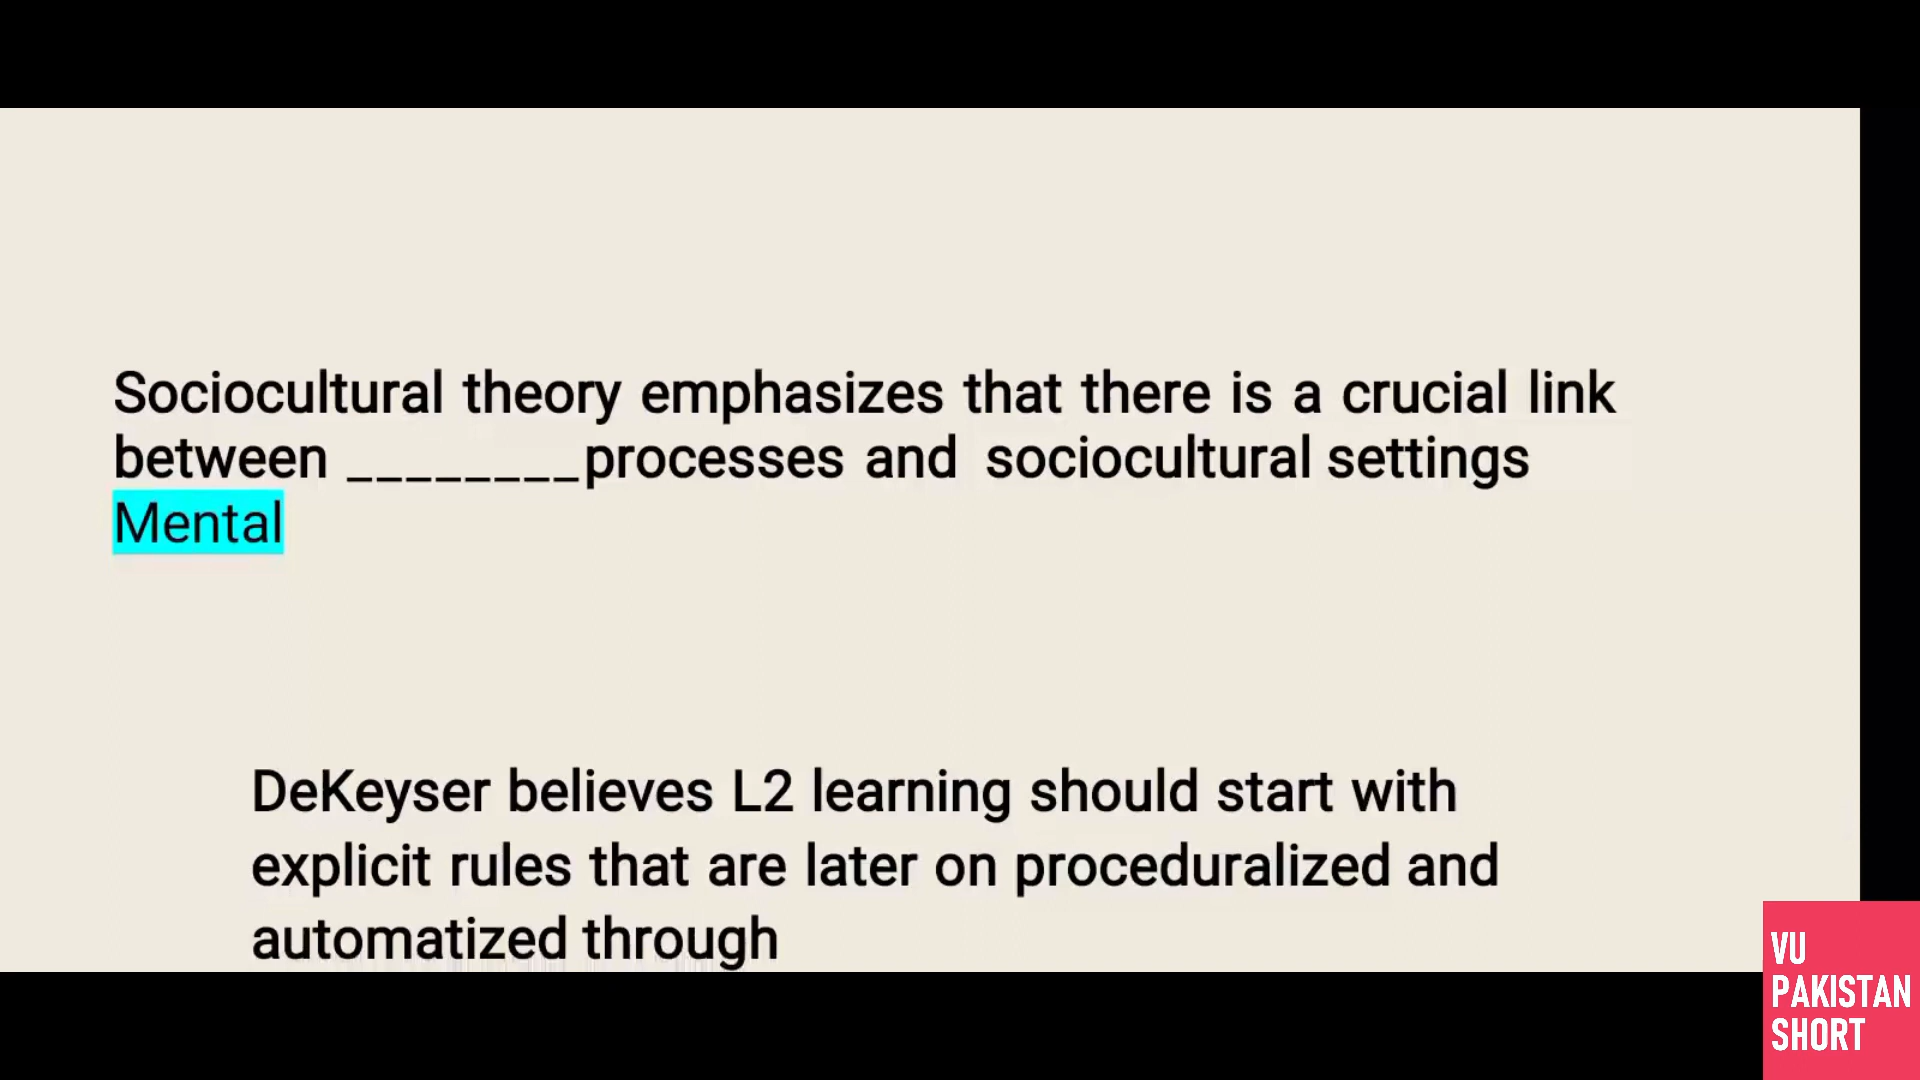 Sociocultural theory emphasizes that there is a crucial link
between ________processes and sociocultural settings
Mental
DeKeyser believes L2 learning should start with
explicit rules that are later on proceduralized and
automatized through
VU
PAKISTAN
SHORT